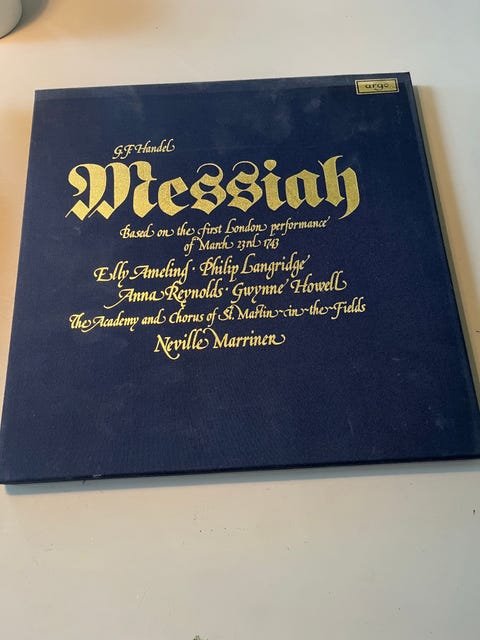 argo
G.F. Handel
Messiah
Based on the first London performance
of March 23rd 1743
Elly Ameling · Philip Langridge
Anna Reynolds · Gwynne Howell
The Academy and Chorus of St. Martin-in-the-Fields
Neville Marriner